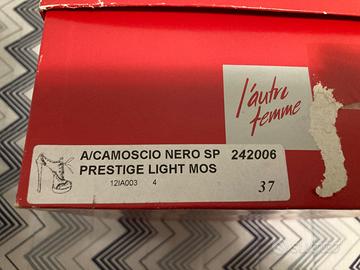 l'autre
femme
A/CAMOSCIO NERO SP 242006
PRESTIGE LIGHT MOS
12IA003 4
37